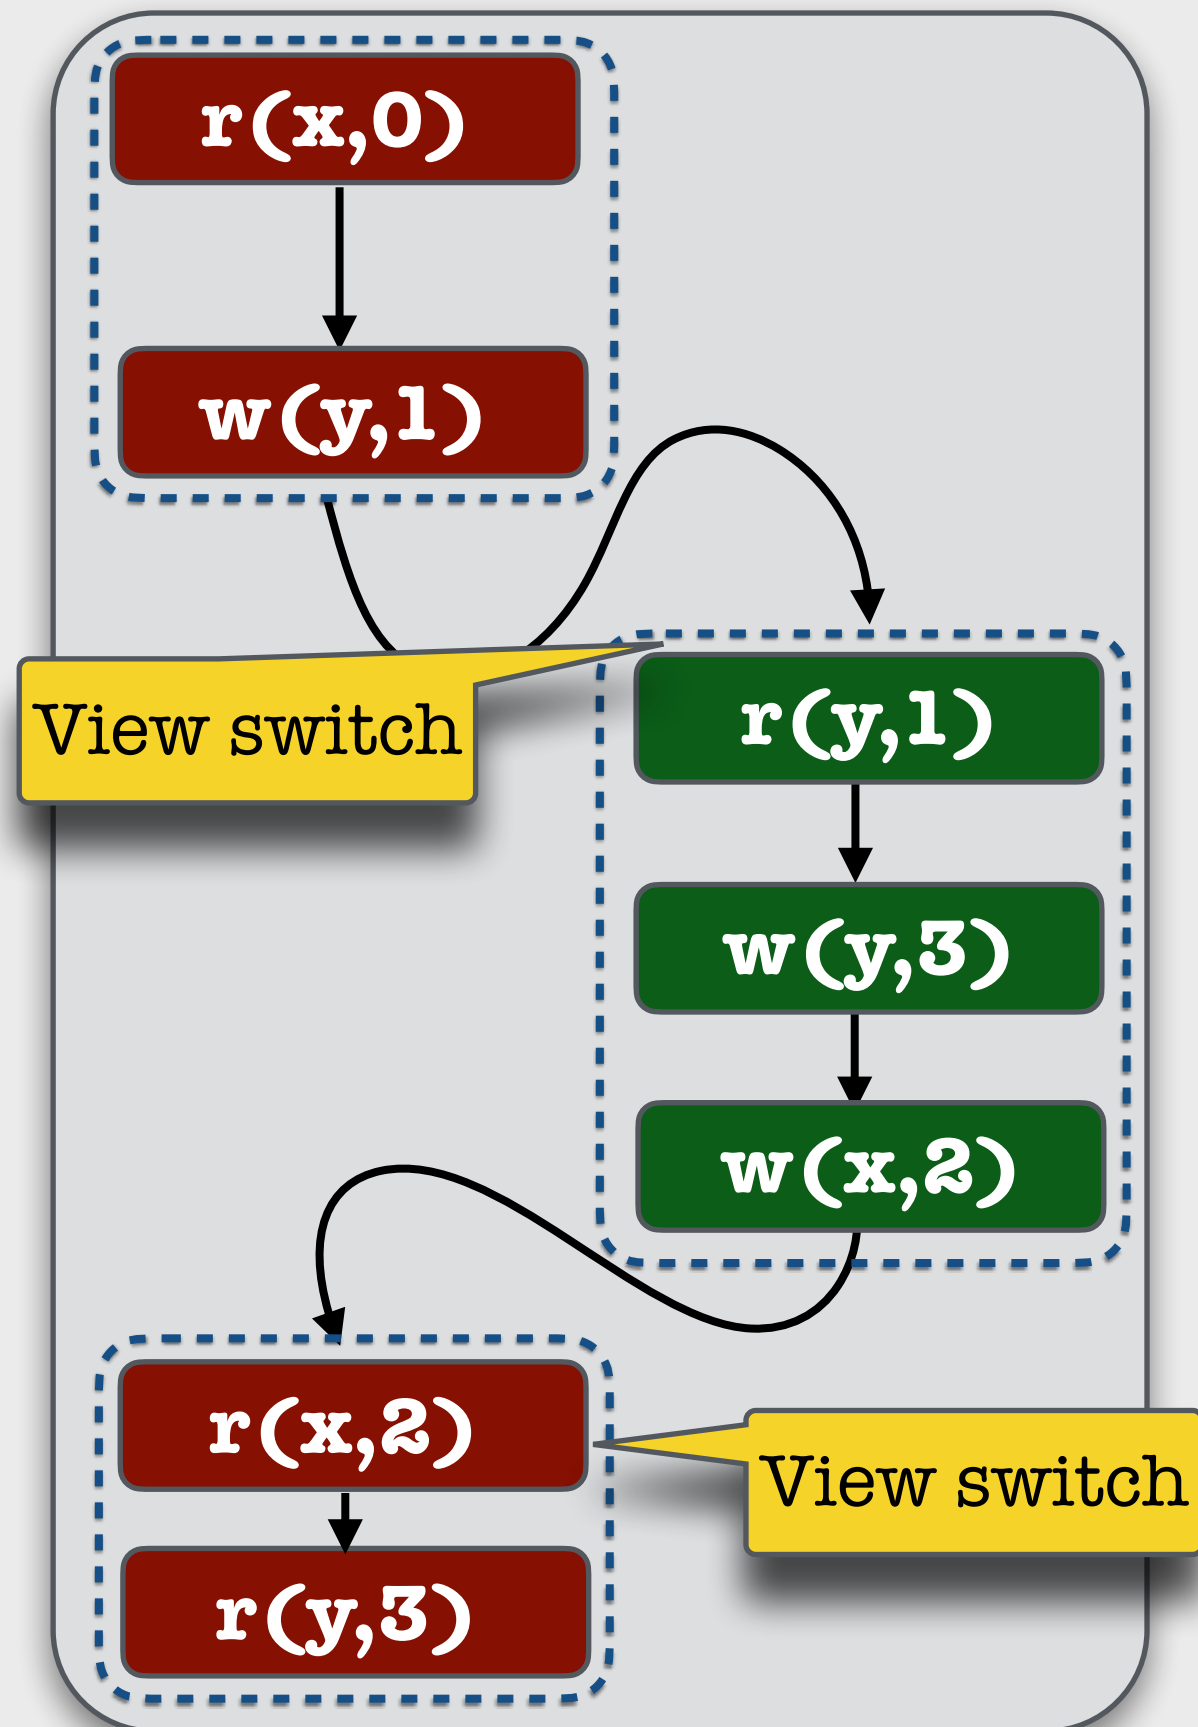 r(x,0)
w(y,1)
View switch
r(y,1)
w(y,3)
w(x,2)
r(x,2)
View switch
r(y,3)